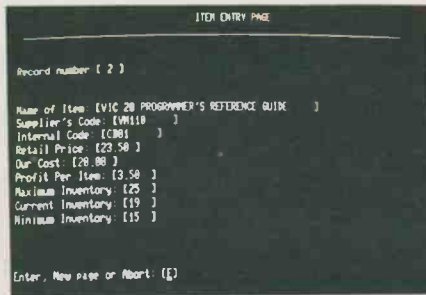 ITEM ENTRY PAGE
Record number [ 2 ]
Name of Item: [VIC 20 PROGRAMMER'S REFERENCE GUIDE ]
Supplier's Code: [VM110 ]
Internal Code: [CD01 ]
Retail Price: [23.50 ]
Our Cost: [20.00 ]
Profit Per Item: [3.50 ]
Maximum Inventory: [25 ]
Current Inventory: [19 ]
Minimum Inventory: [15 ]
Enter, New page or Abort: [E]